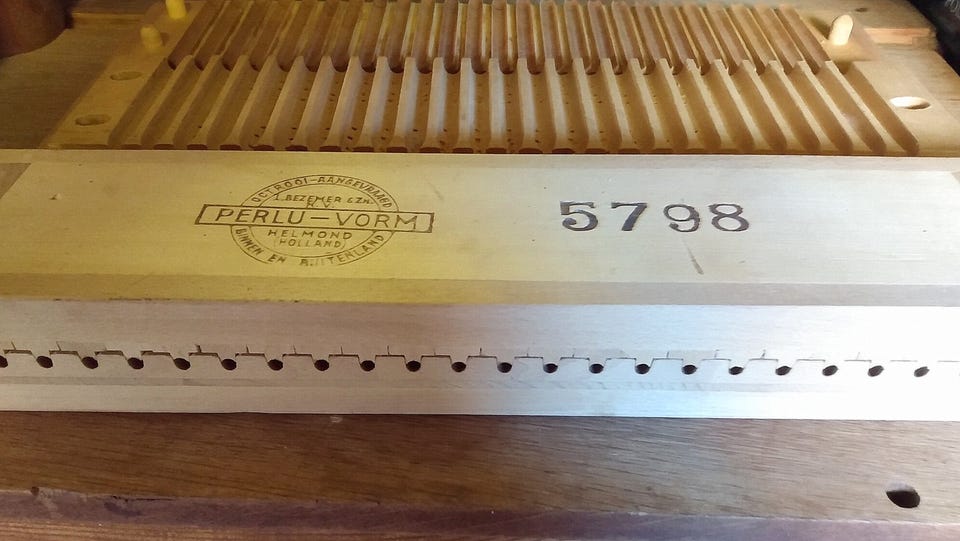 OCTROOI-AANGEVRAAGD
J. BEZEMER & ZN.
N.V.
PERLU-VORM
HELMOND
(HOLLAND)
BINNEN EN BUITENLAND
5798